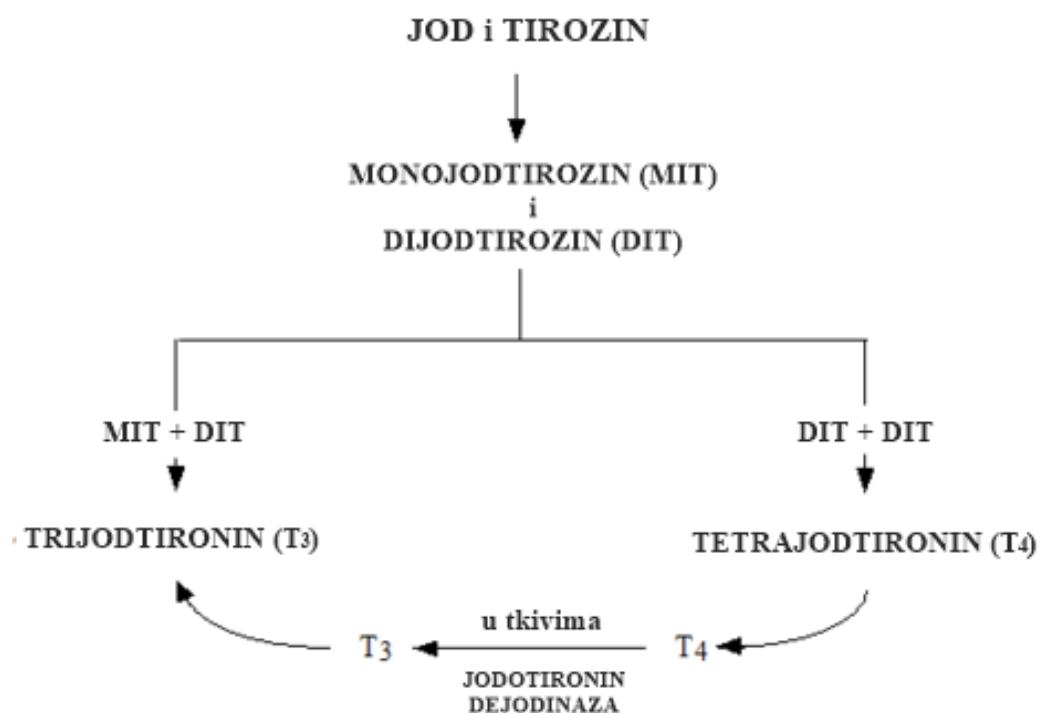 JOD i TIROZIN
MONOJODTIROZIN (MIT)
i
DIJODTIROZIN (DIT)
MIT + DIT
DIT + DIT
TRIJODTIRONIN (T3)
TETRAJODTIRONIN (T4)
u tkivima
T3
T4
JODOTIRONIN
DEJODINAZA